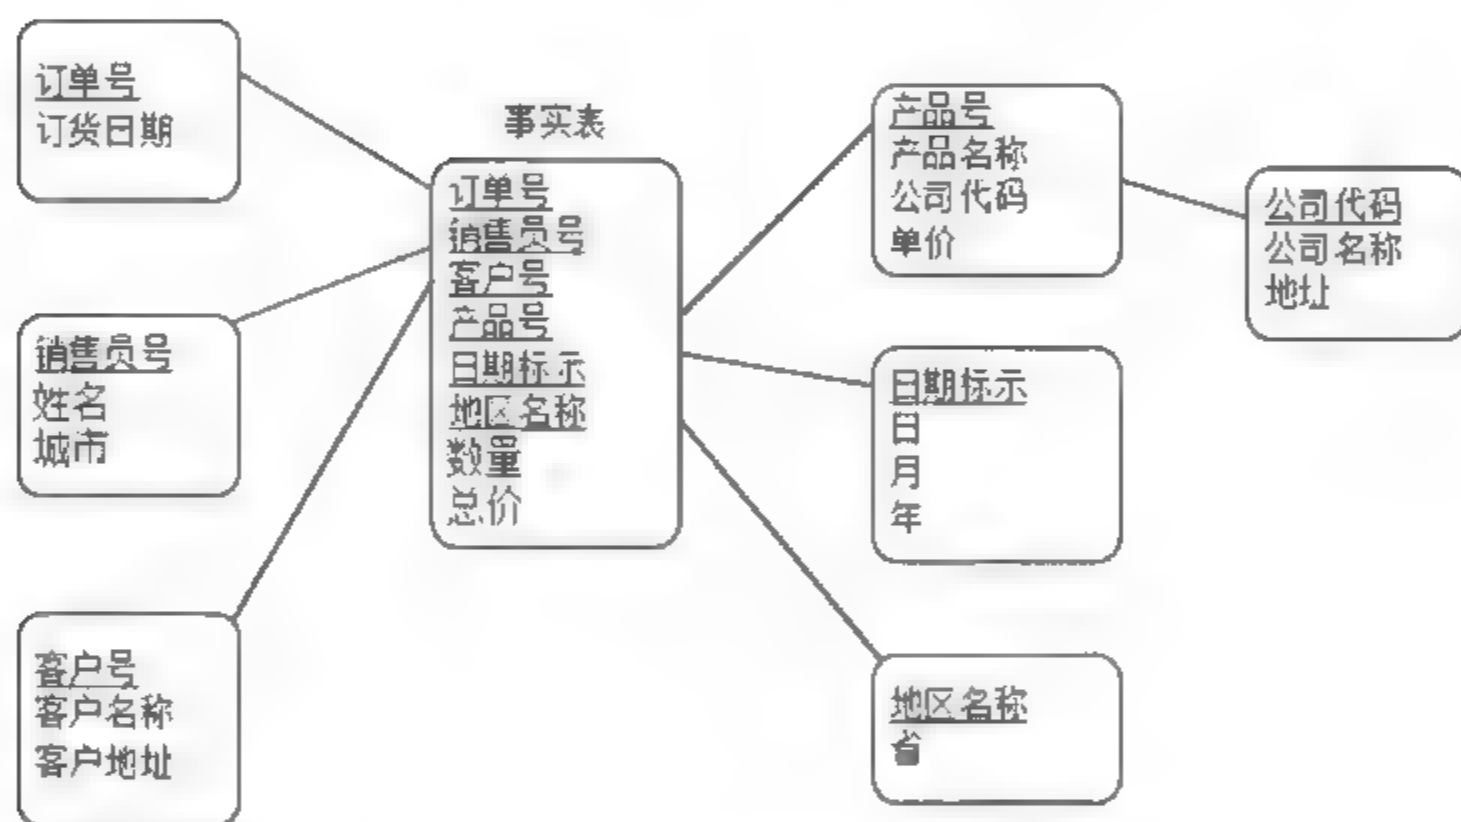 订单号
订货日期
销售员号
姓名
城市
客户号
客户名称
客户地址
事实表
订单号
销售员号
客户号
产品号
日期标示
地区名称
数量
总价
产品号
产品名称
公司代码
单价
日期标示
日
月
年
地区名称
省
公司代码
公司名称
地址